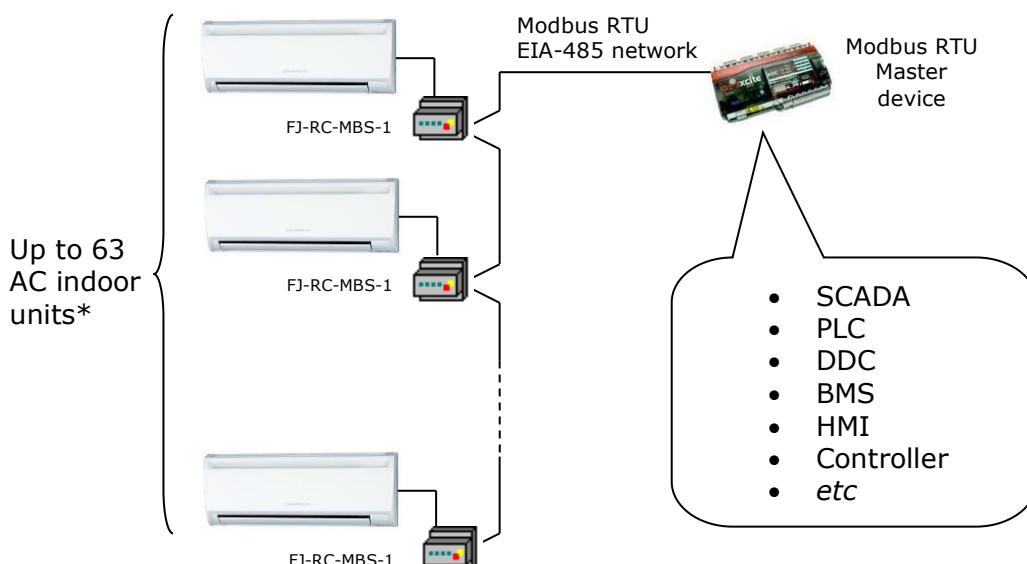 Modbus RTU
EIA-485 network
Modbus RTU
Master
device
FJ-RC-MBS-1
FJ-RC-MBS-1
Up to 63
AC indoor
units*
• SCADA
• PLC
• DDC
• BMS
• HMI
• Controller
• etc
FJ-RC-MBS-1